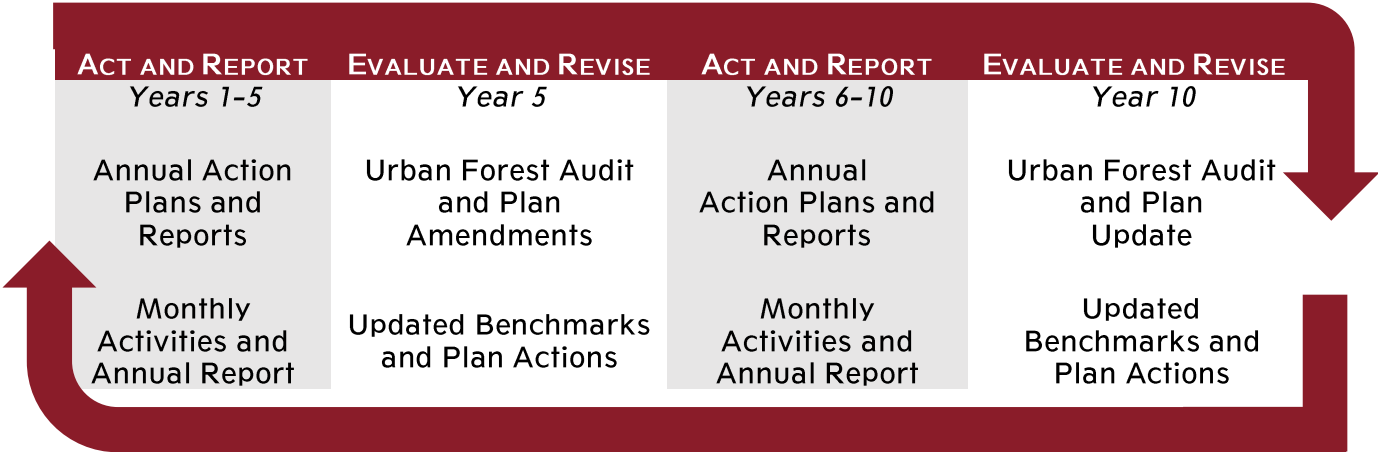 ACT AND REPORT
Years 1–5
Annual Action
Plans and
Reports
Monthly
Activities and
Annual Report
EVALUATE AND REVISE
Year 5
Urban Forest Audit
and Plan
Amendments
Updated Benchmarks
and Plan Actions
ACT AND REPORT
Years 6–10
Annual
Action Plans and
Reports
Monthly
Activities and
Annual Report
EVALUATE AND REVISE
Year 10
Urban Forest Audit
and Plan
Update
Updated
Benchmarks and
Plan Actions